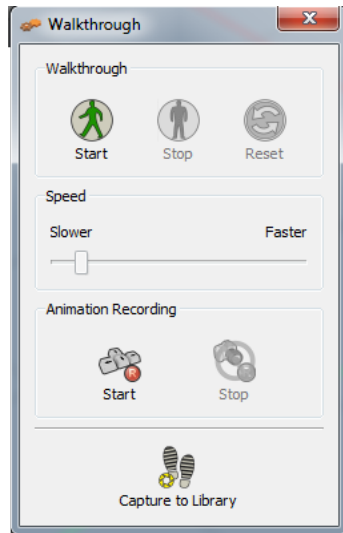 Walkthrough
Walkthrough
Start Stop Reset
Speed
Slower Faster
Animation Recording
R
Start Stop
Capture to Library